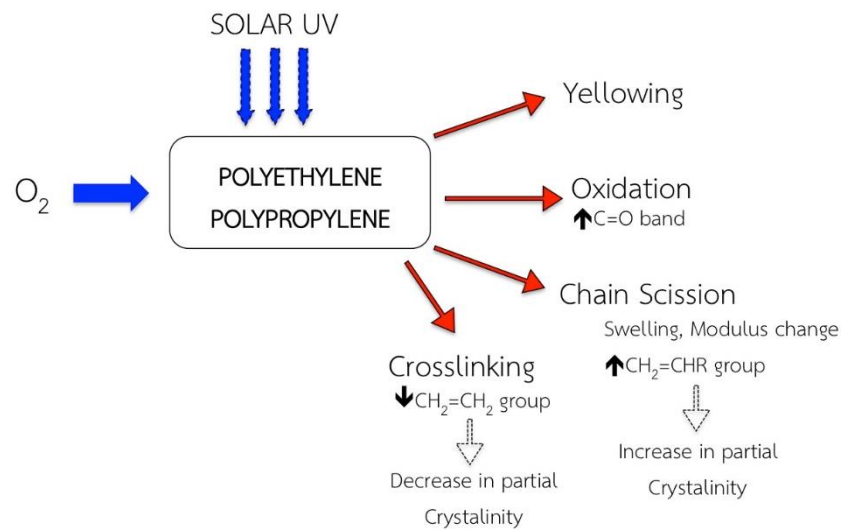 SOLAR UV
Yellowing
O₂
POLYETHYLENE
POLYPROPYLENE
Oxidation
🡅C=O band
Chain Scission
Swelling, Modulus change
🡅CH₂=CHR group
Increase in partial
Crystalinity
Crosslinking
🡇CH₂=CH₂ group
Decrease in partial
Crystalinity